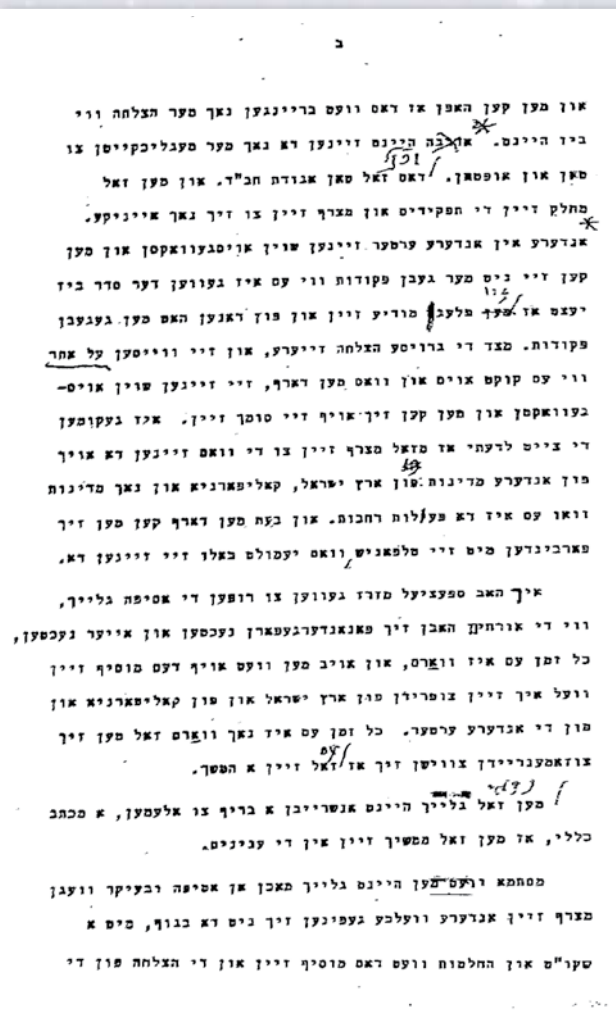 ב
און מען קען האפן אז דאס וועט בריינגען נאך מער הצלחה ווי
ביז היינט. אדרבה היינט זיינען דא נאך מער מעגליכקייטן צו
טאן און אופטאן. דאס זאל טאן אגודת חב"ד. און מען זאל
מחלק זיין די תפקידים און מצרף זיין צו זיך נאך אייניקע.
אנדערע אין אנדערע ערטער זיינען שוין אויסגעוואקסן און מען
קען זיי ניט מער געבן פקודות ווי עס איז געווען דער סדר ביז
יעצט אז מען פלעגט מודיע זיין און פון דאנען האט מען געגעבן
פקודות. מצד די גרויסע הצלחה זייערע, און זיי ווייסען על אתר
ווי עס קוקט אויס און וואס מען דארף, זיי זיינען שוין אויס-
געוואקסן און מען קען זיך אויף זיי סומך זיין. איז געקומען
די צייט לדעתי אז מזאל מצרף זיין צו די וואס זיינען דא אויך
פון אנדערע מדינות פון ארץ ישראל, קאליפארניא און נאך מדינות
וואו עס איז דא פעולות רחבות. און בעת מען דארף קען מען זיך
פארבינדען מיט זיי טלפאניש וואס יעמולט באלו זיי זיינען דא.
איך האב ספעציעל מזרז געווען צו רופען די אסיפה גלייך,
ווי די אורחים האבן זיך פאנאנדערגעפארן נעכטען און אייער נעכטען,
כל זמן עס איז ווארם, און אויב מען וועט אויף דעם מוסיף זיין
וועל איך זיין צופרידן פון ארץ ישראל און פון קאליפארניא און
מון די אנדערע ערטער. כל זמן עס איז נאך ווארם זאל מען זיך
צוזאמענריידן צווישן זיך אז זאל זיין א המשך.
מען זאל גלייך היינט אנשרייבן א בריף צו אלעמען, א מכתב
כללי, אז מען זאל ממשיך זיין אין די ענינים.
מסתמא וועט מען היינט גלייך מאכן אן אסיפה ובעיקר וועגן
מצרף זיין אנדערע וועלכע געפינען זיך ניט דא בגוף, מיט א
שקו"ט און החלטות וועט דאס מוסיף זיין און די הצלחה פון די